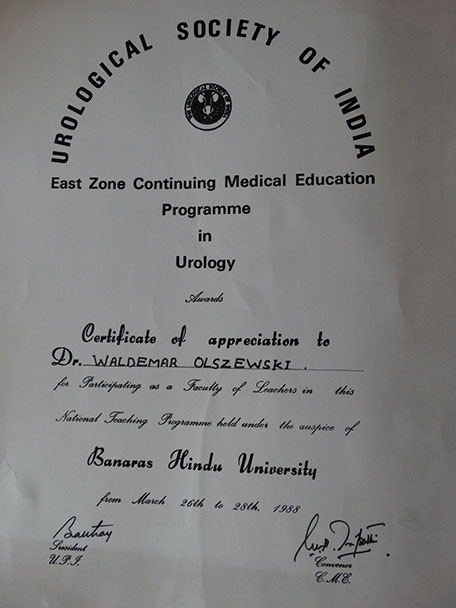 UROLOGICAL SOCIETY OF INDIA
East Zone Continuing Medical Education
Programme
in
Urology
Awards
Certificate of appreciation to
Dr. WALDEMAR OLSZEWSKI.
for Participating as a Faculty of Leachers in this
National Teaching Programme held under the auspice of
Banaras Hindu University
from March 26th to 28th, 1988
President
U.P.I.
Convenor
C.M.E.